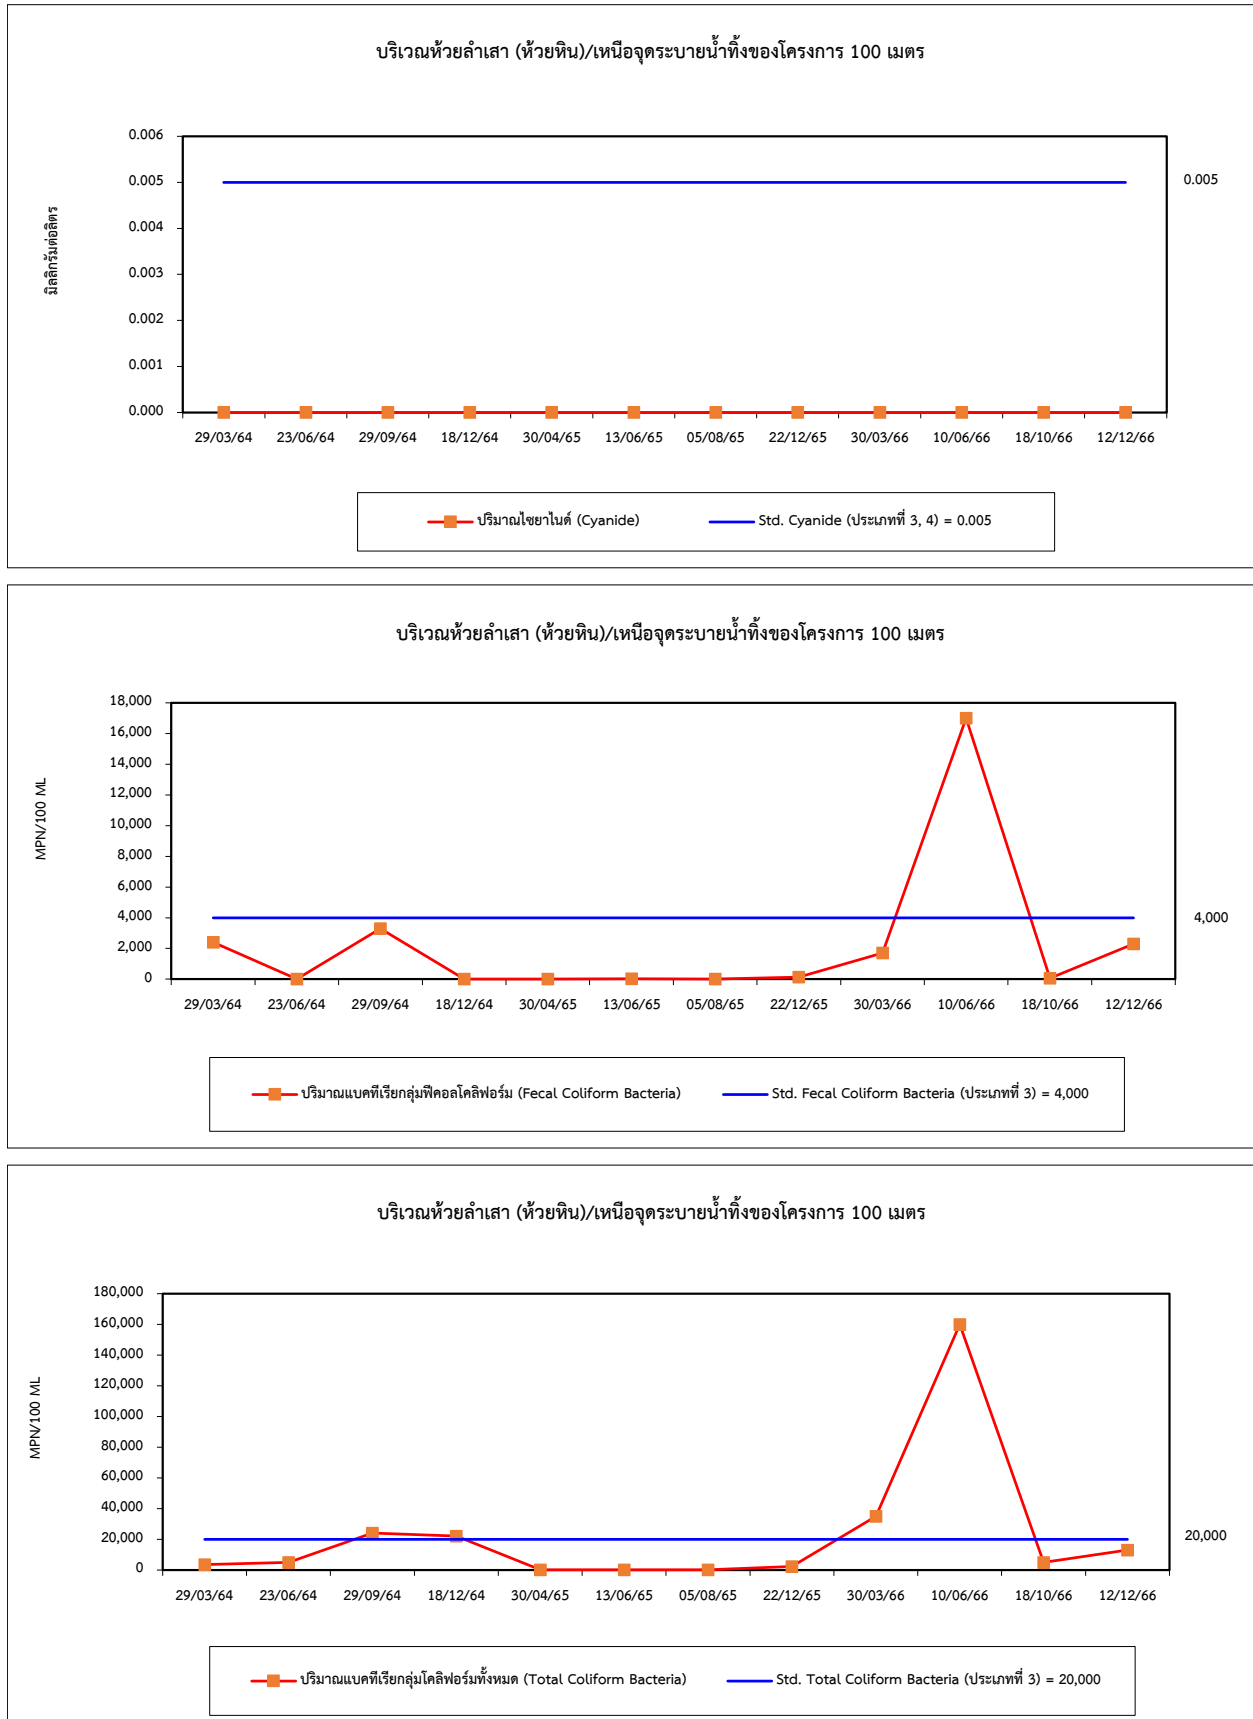 บริเวณห้วยลำเสา (ห้วยหิน)/เหนือจุดระบายน้ำทิ้งของโครงการ 100 เมตร
มิลลิกรัมต่อลิตร
0.006
0.005
0.004
0.003
0.002
0.001
0.000
0.005
29/03/64 23/06/64 29/09/64 18/12/64 30/04/65 13/06/65 05/08/65 22/12/65 30/03/66 10/06/66 18/10/66 12/12/66
ปริมาณไซยาไนด์ (Cyanide) Std. Cyanide (ประเภทที่ 3, 4) = 0.005
บริเวณห้วยลำเสา (ห้วยหิน)/เหนือจุดระบายน้ำทิ้งของโครงการ 100 เมตร
MPN/100 ML
18,000
16,000
14,000
12,000
10,000
8,000
6,000
4,000
2,000
0
4,000
29/03/64 23/06/64 29/09/64 18/12/64 30/04/65 13/06/65 05/08/65 22/12/65 30/03/66 10/06/66 18/10/66 12/12/66
ปริมาณแบคทีเรียกลุ่มฟีคอลโคลิฟอร์ม (Fecal Coliform Bacteria) Std. Fecal Coliform Bacteria (ประเภทที่ 3) = 4,000
บริเวณห้วยลำเสา (ห้วยหิน)/เหนือจุดระบายน้ำทิ้งของโครงการ 100 เมตร
MPN/100 ML
180,000
160,000
140,000
120,000
100,000
80,000
60,000
40,000
20,000
0
20,000
29/03/64 23/06/64 29/09/64 18/12/64 30/04/65 13/06/65 05/08/65 22/12/65 30/03/66 10/06/66 18/10/66 12/12/66
ปริมาณแบคทีเรียกลุ่มโคลิฟอร์มทั้งหมด (Total Coliform Bacteria) Std. Total Coliform Bacteria (ประเภทที่ 3) = 20,000